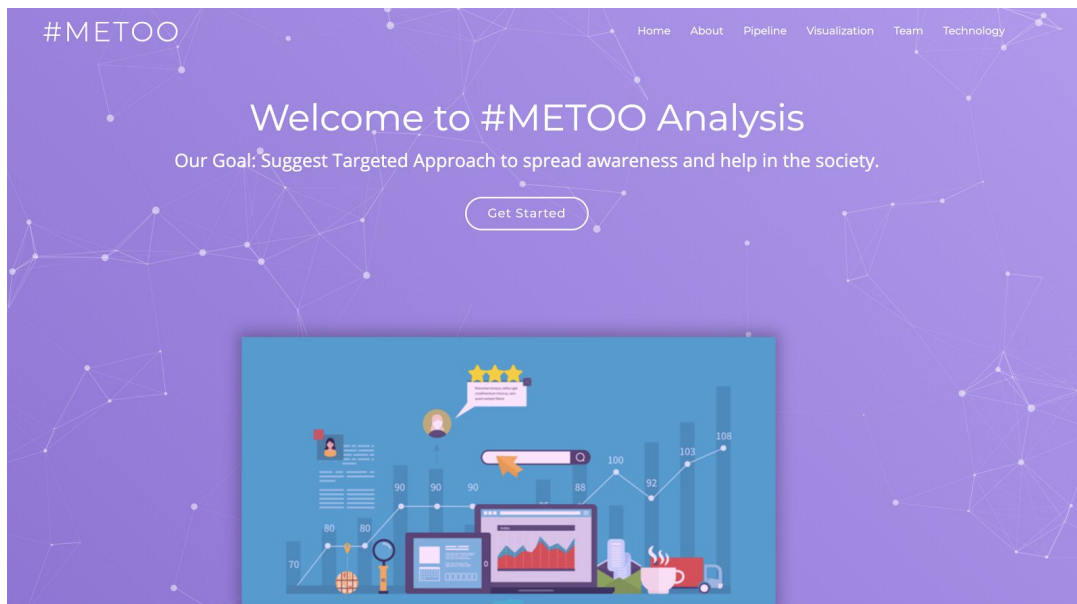 #METOO
Home About Pipeline Visualization Team Technology
Welcome to #METOO Analysis
Our Goal: Suggest Targeted Approach to spread awareness and help in the society.
Get Started
108
103
100
92
90 90 90
88
80 80
70